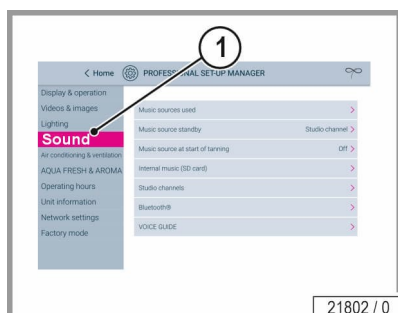 1
< Home PROFESSIONAL SET-UP MANAGER
Display & operation
Videos & images
Lighting
Sound
Air conditioning & ventilation
AQUA FRESH & AROMA
Operating hours
Unit information
Network settings
Factory mode
Music sources used >
Music source standby Studio channel >
Music source at start of tanning Off >
Internal music (SD card) >
Studio channels >
Bluetooth® >
VOICE GUIDE >
21802 / 0